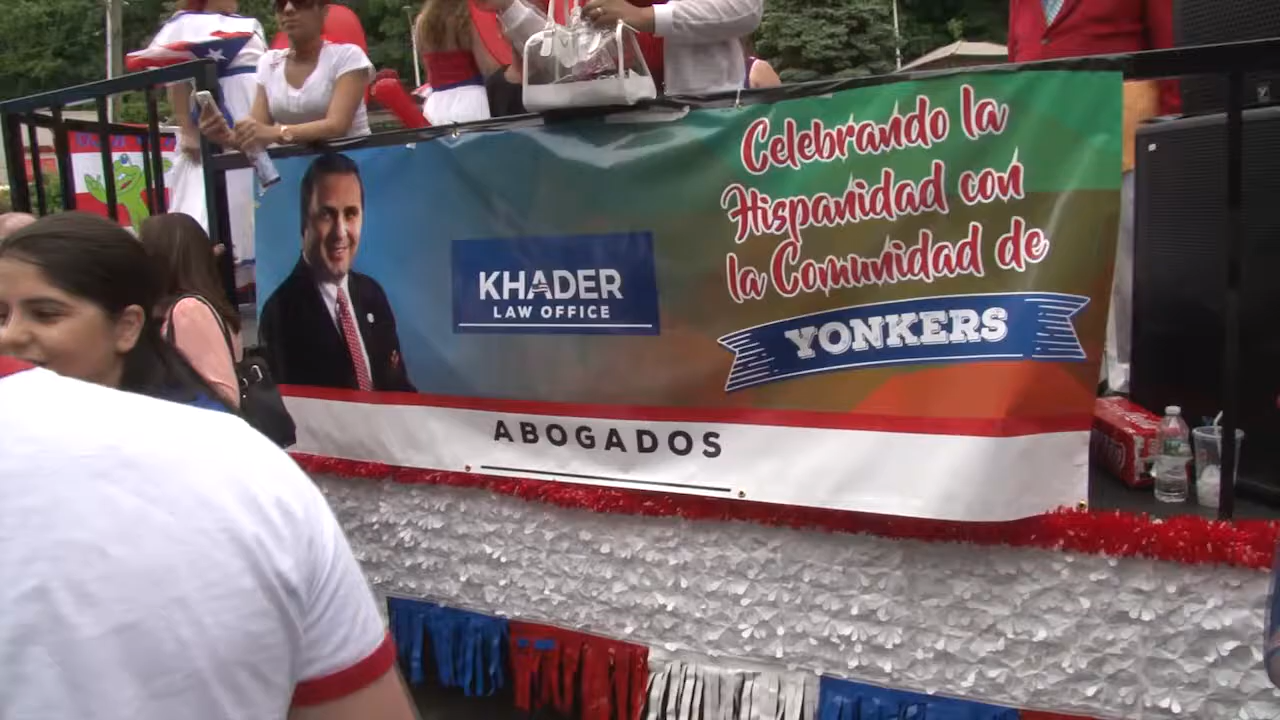 KHADER
LAW OFFICE
Celebrando la
Hispanidad con
la Comunidad de
YONKERS
ABOGADOS